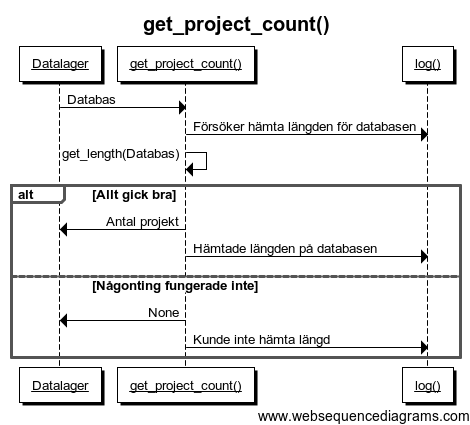 get_project_count()
Datalager get_project_count() log()
Databas
Försöker hämta längden för databasen
get_length(Databas)
alt [Allt gick bra]
Antal projekt
Hämtade längden på databasen
[Någonting fungerade inte]
None
Kunde inte hämta längd
Datalager get_project_count() log()
www.websequencediagrams.com